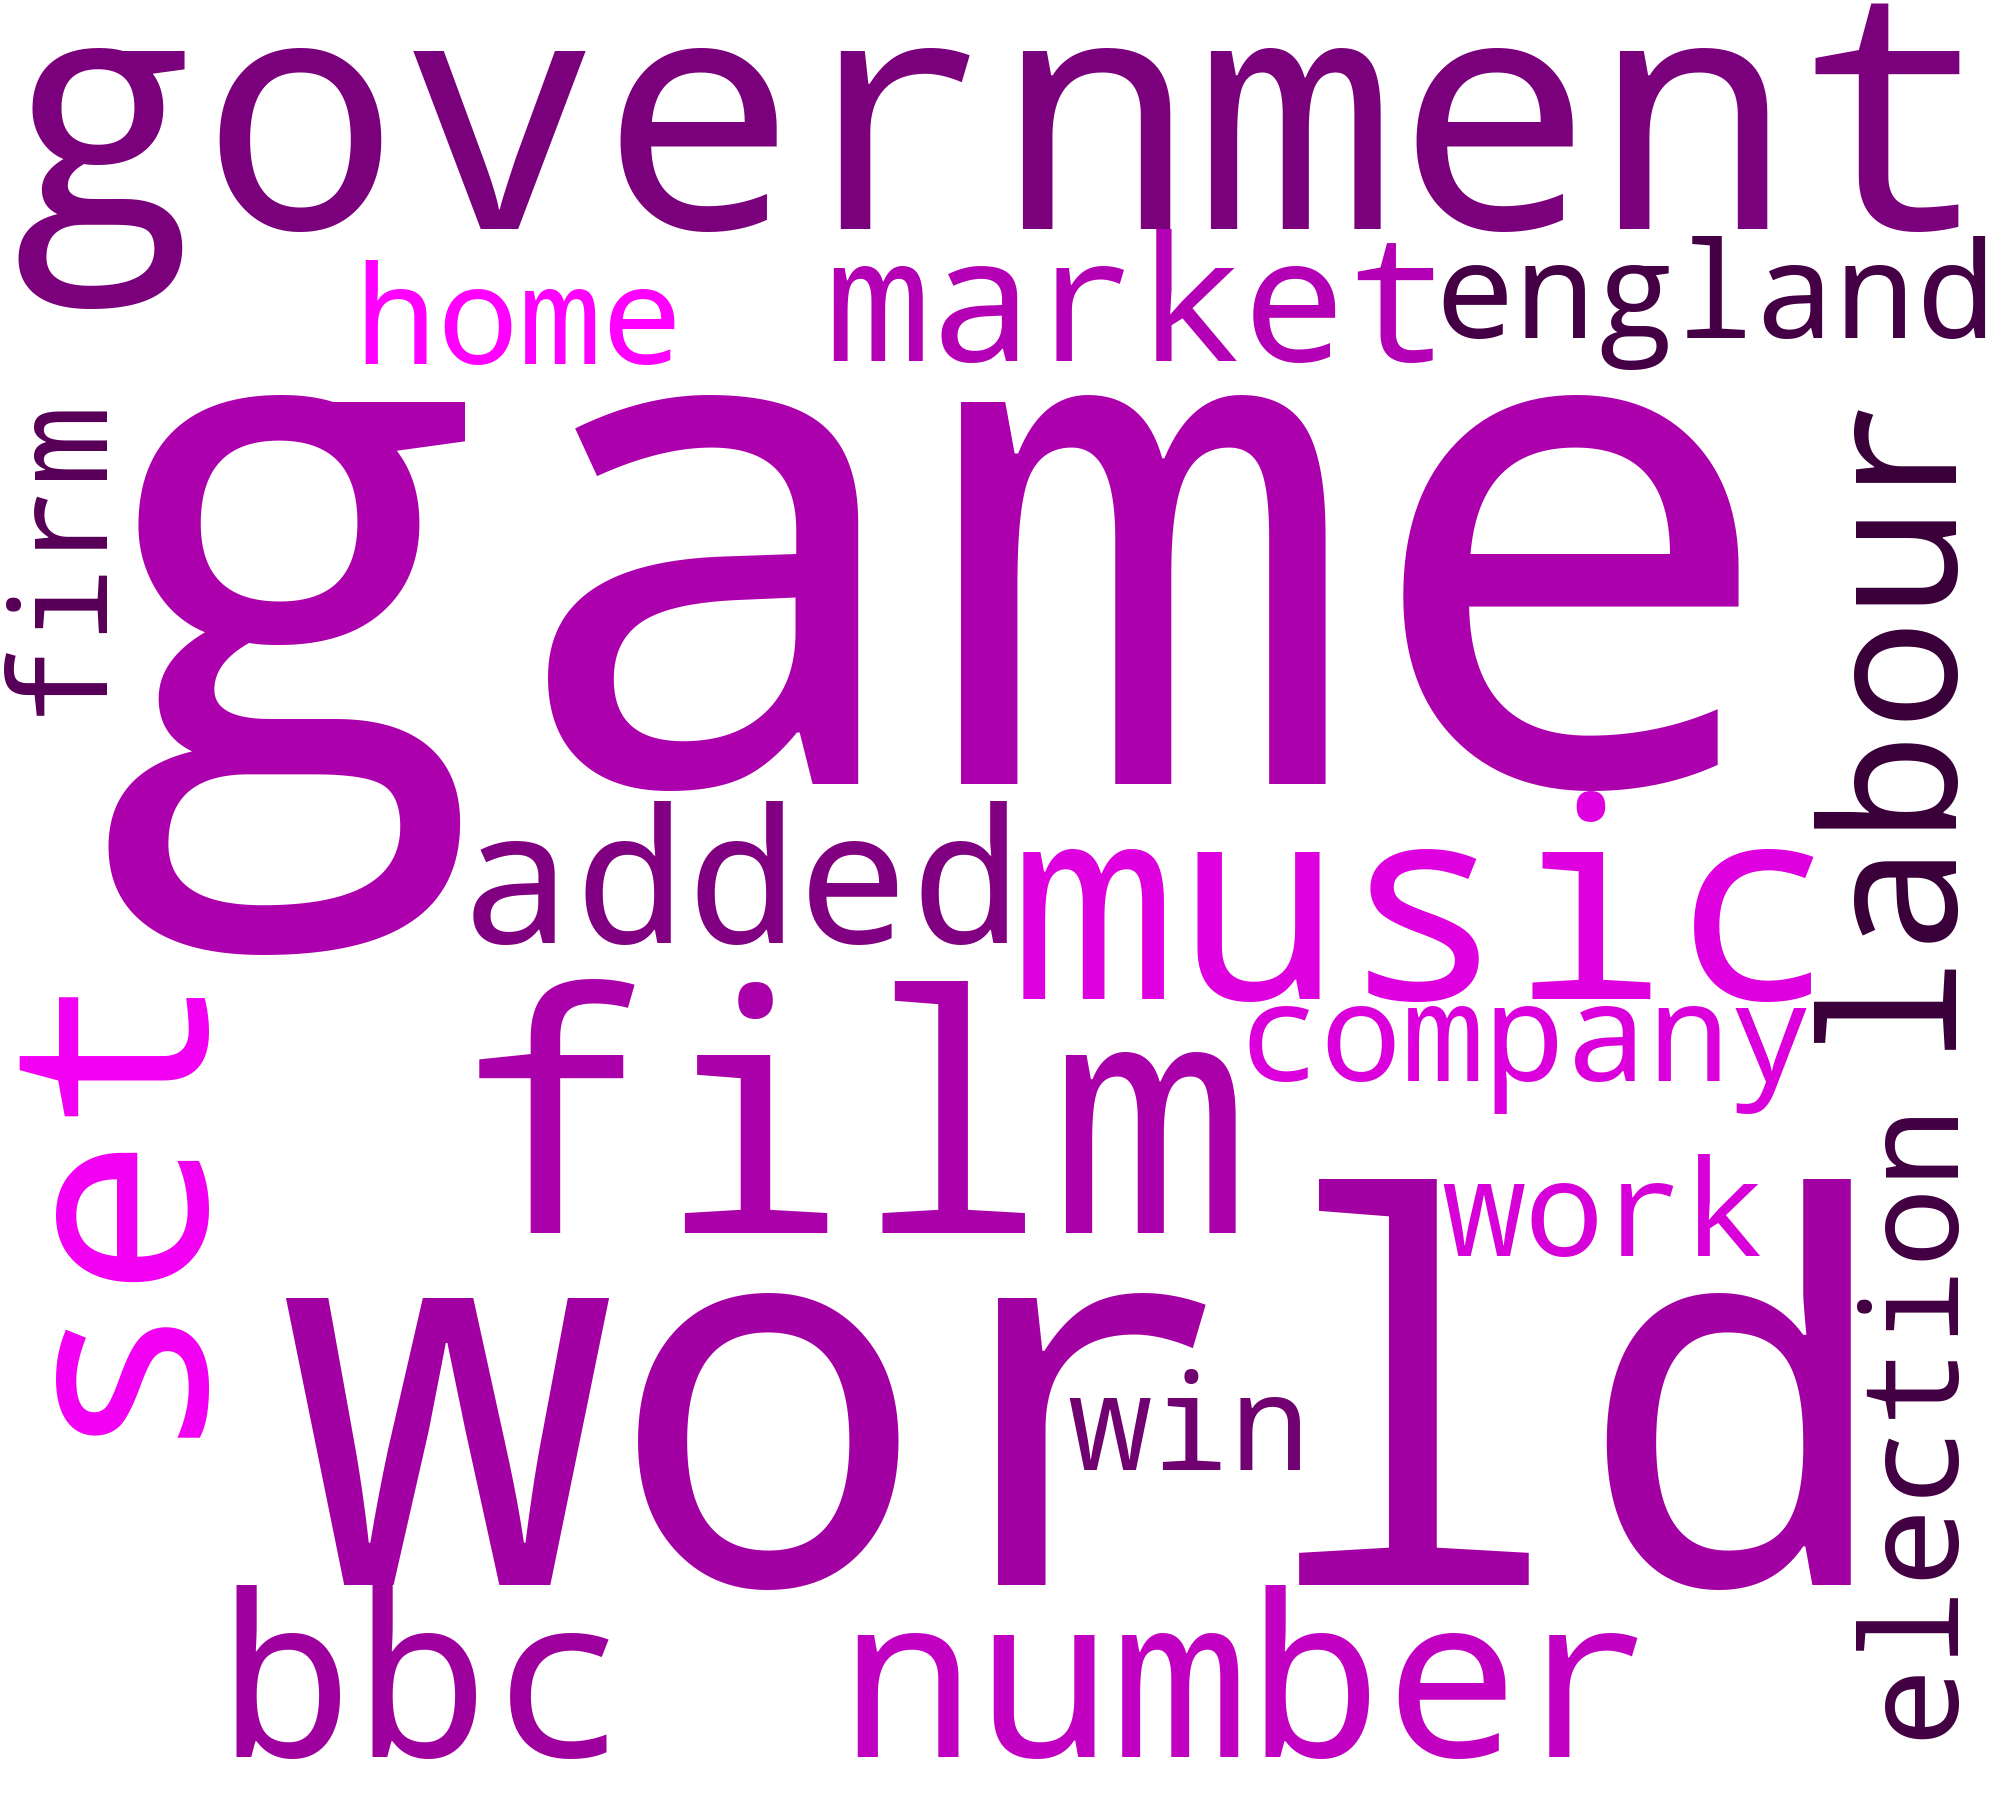 government
home
market
england
firm
game
labour
added
music
film
company
set
work
world
win
election
bbc
number